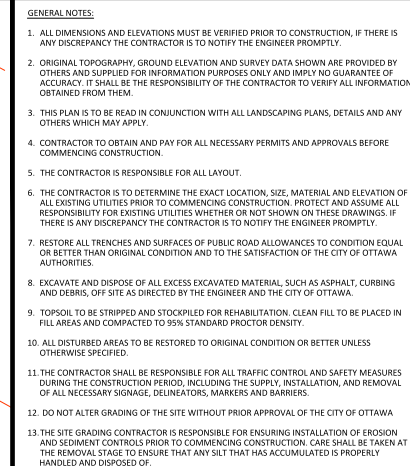 GENERAL NOTES:
1. ALL DIMENSIONS AND ELEVATIONS MUST BE VERIFIED PRIOR TO CONSTRUCTION, IF THERE IS
ANY DISCREPANCY THE CONTRACTOR IS TO NOTIFY THE ENGINEER PROMPTLY.
2. ORIGINAL TOPOGRAPHY, GROUND ELEVATION AND SURVEY DATA SHOWN ARE PROVIDED BY
OTHERS AND SUPPLIED FOR INFORMATION PURPOSES ONLY AND IMPLY NO GUARANTEE OF
ACCURACY. IT SHALL BE THE RESPONSIBILITY OF THE CONTRACTOR TO VERIFY ALL INFORMATION
OBTAINED FROM THEM.
3. THIS PLAN IS TO BE READ IN CONJUNCTION WITH ALL LANDSCAPING PLANS, DETAILS AND ANY
OTHERS WHICH MAY APPLY.
4. CONTRACTOR TO OBTAIN AND PAY FOR ALL NECESSARY PERMITS AND APPROVALS BEFORE
COMMENCING CONSTRUCTION.
5. THE CONTRACTOR IS RESPONSIBLE FOR ALL LAYOUT.
6. THE CONTRACTOR IS TO DETERMINE THE EXACT LOCATION, SIZE, MATERIAL AND ELEVATION OF
ALL EXISTING UTILITIES PRIOR TO COMMENCING CONSTRUCTION. PROTECT AND ASSUME ALL
RESPONSIBILITY FOR EXISTING UTILITIES WHETHER OR NOT SHOWN ON THESE DRAWINGS. IF
THERE IS ANY DISCREPANCY THE CONTRACTOR IS TO NOTIFY THE ENGINEER PROMPTLY.
7. RESTORE ALL TRENCHES AND SURFACES OF PUBLIC ROAD ALLOWANCES TO CONDITION EQUAL
OR BETTER THAN ORIGINAL CONDITION AND TO THE SATISFACTION OF THE CITY OF OTTAWA
AUTHORITIES.
8. EXCAVATE AND DISPOSE OF ALL EXCESS EXCAVATED MATERIAL, SUCH AS ASPHALT, CURBING
AND DEBRIS, OFF SITE AS DIRECTED BY THE ENGINEER AND THE CITY OF OTTAWA.
9. TOPSOIL TO BE STRIPPED AND STOCKPILED FOR REHABILITATION. CLEAN FILL TO BE PLACED IN
FILL AREAS AND COMPACTED TO 95% STANDARD PROCTOR DENSITY.
10. ALL DISTURBED AREAS TO BE RESTORED TO ORIGINAL CONDITION OR BETTER UNLESS
OTHERWISE SPECIFIED.
11. THE CONTRACTOR SHALL BE RESPONSIBLE FOR ALL TRAFFIC CONTROL AND SAFETY MEASURES
DURING THE CONSTRUCTION PERIOD, INCLUDING THE SUPPLY, INSTALLATION, AND REMOVAL
OF ALL NECESSARY SIGNAGE, DELINEATORS, MARKERS AND BARRIERS.
12. DO NOT ALTER GRADING OF THE SITE WITHOUT PRIOR APPROVAL OF THE CITY OF OTTAWA
13. THE SITE GRADING CONTRACTOR IS RESPONSIBLE FOR ENSURING INSTALLATION OF EROSION
AND SEDIMENT CONTROLS PRIOR TO COMMENCING CONSTRUCTION. CARE SHALL BE TAKEN AT
THE REMOVAL STAGE TO ENSURE THAT ANY SILT THAT HAS ACCUMULATED IS PROPERLY
HANDLED AND DISPOSED OF.